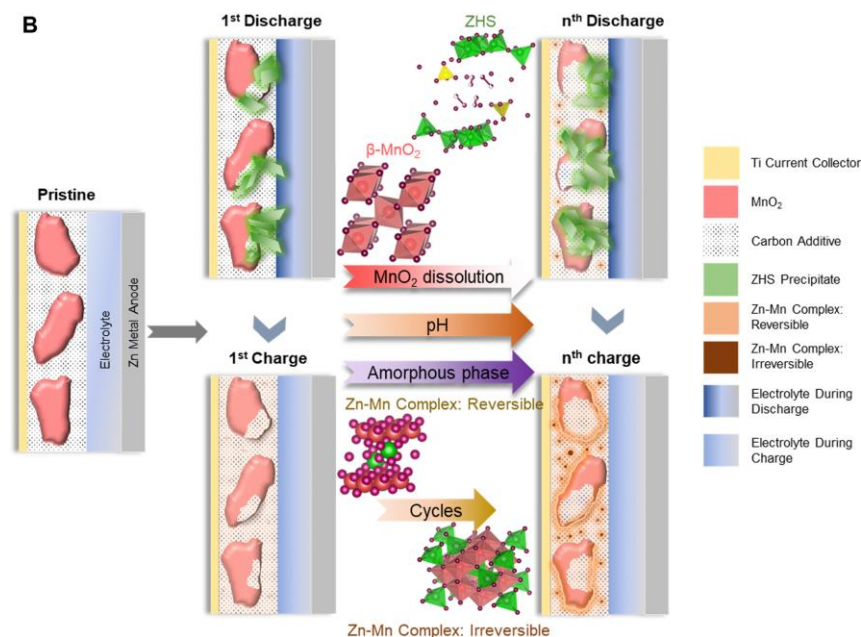 B
1st Discharge
ZHS
nth Discharge
β-MnO2
Pristine
Electrolyte
Zn Metal Anode
MnO2 dissolution
pH
1st Charge
Amorphous phase
nth charge
Zn-Mn Complex: Reversible
Cycles
Zn-Mn Complex: Irreversible
Ti Current Collector
MnO2
Carbon Additive
ZHS Precipitate
Zn-Mn Complex:
Reversible
Zn-Mn Complex:
Irreversible
Electrolyte During
Discharge
Electrolyte During
Charge